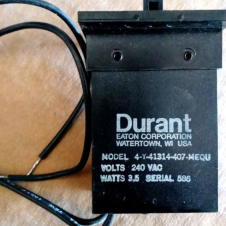 Durant
EATON CORPORATION
WATERTOWN, WI USA
MODEL 4-Y-41314-407-MEQU
VOLTS 240 VAC
WATTS 3.5 SERIAL 586